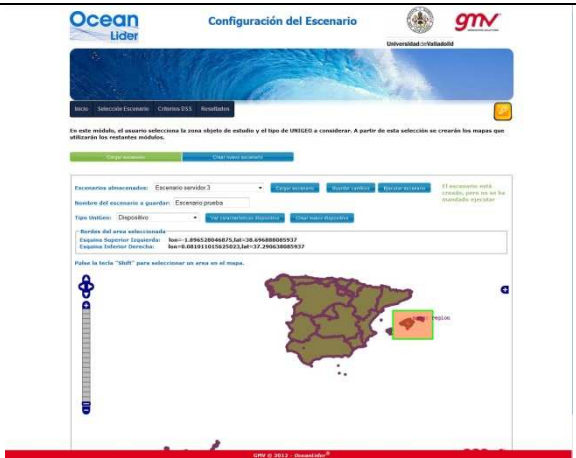 Ocean
Lider
Configuración del Escenario
Universidad de Valladolid
gmv
Inicio Selección Escenario Criterios DSS Resultados
En este módulo, el usuario selecciona la zona objeto de estudio y el tipo de UNIGEO a considerar. A partir de esta selección se crearán los mapas que
utilizarán los restantes módulos.
Cargar escenario Crear nuevo escenario
Escenarios almacenados: Escenario servidor 3 Cargar escenario Guardar cambios Ejecutar escenario
El escenario está
creado, pero no se ha
mandado ejecutar
Nombre del escenario a guardar: Escenario prueba
Tipo UniGeo: Dispositivo Ver características dispositivo Crear nuevo dispositivo
Bordes del area seleccionada
Esquina Superior Izquierda: lon=-1.896528046875,lat=38.696888085937
Esquina Inferior Derecha: lon=0.081011015625023,lat=37.290638085937
Pulse la tecla "Shift" para seleccionar un area en el mapa.
region
GMV © 2012 - OceanLider®